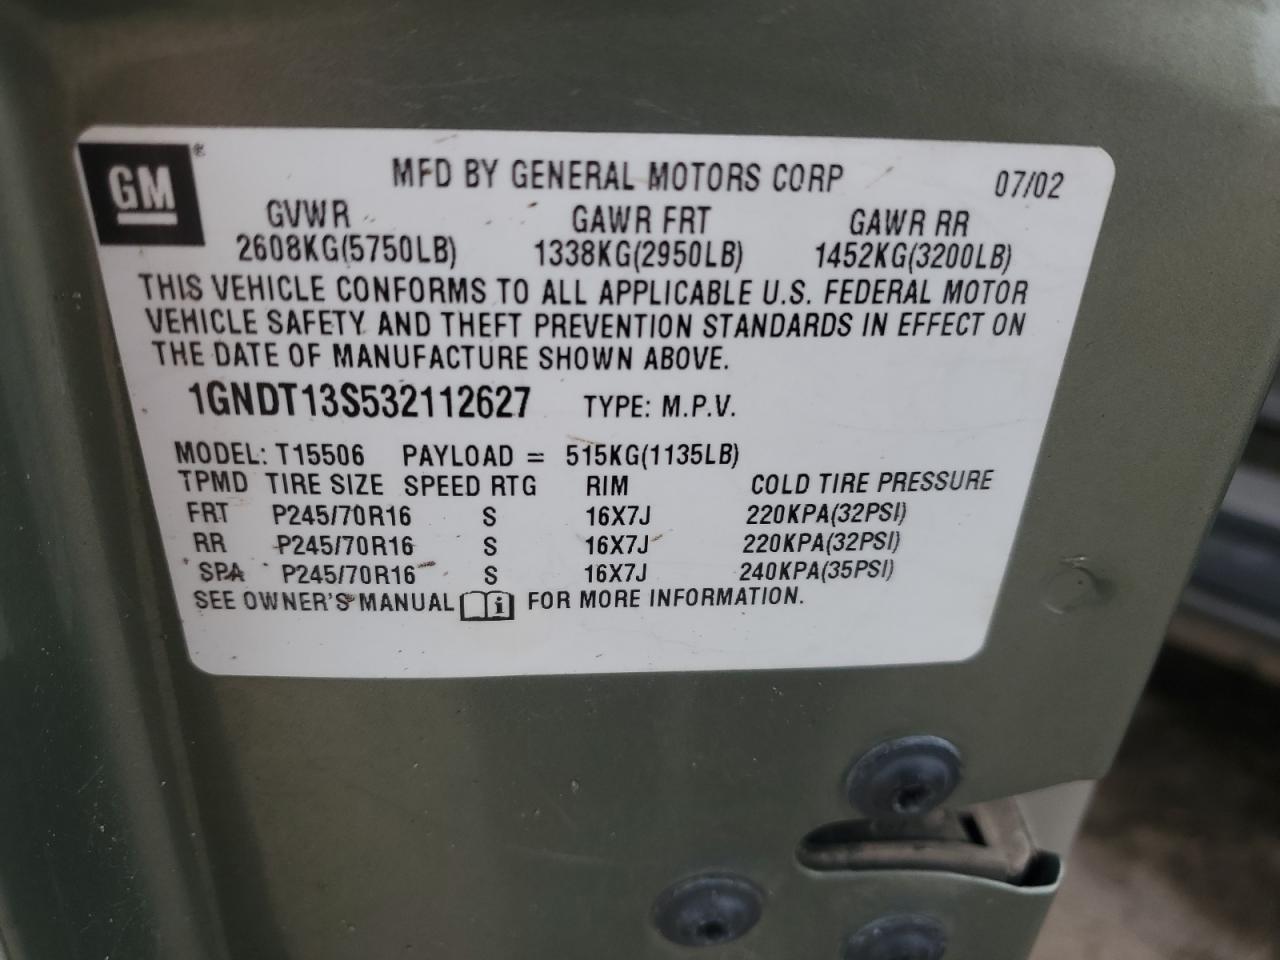 GM ®
MFD BY GENERAL MOTORS CORP 07/02
GVWR GAWR FRT GAWR RR
2608KG(5750LB) 1338KG(2950LB) 1452KG(3200LB)
THIS VEHICLE CONFORMS TO ALL APPLICABLE U.S. FEDERAL MOTOR
VEHICLE SAFETY AND THEFT PREVENTION STANDARDS IN EFFECT ON
THE DATE OF MANUFACTURE SHOWN ABOVE.
1GNDT13S532112627 TYPE: M.P.V.
MODEL: T15506 PAYLOAD = 515KG(1135LB)
TPMD TIRE SIZE SPEED RTG RIM COLD TIRE PRESSURE
FRT P245/70R16 S 16X7J 220KPA(32PSI)
RR P245/70R16 S 16X7J 220KPA(32PSI)
SPA P245/70R16 S 16X7J 240KPA(35PSI)
SEE OWNER'S MANUAL i FOR MORE INFORMATION.